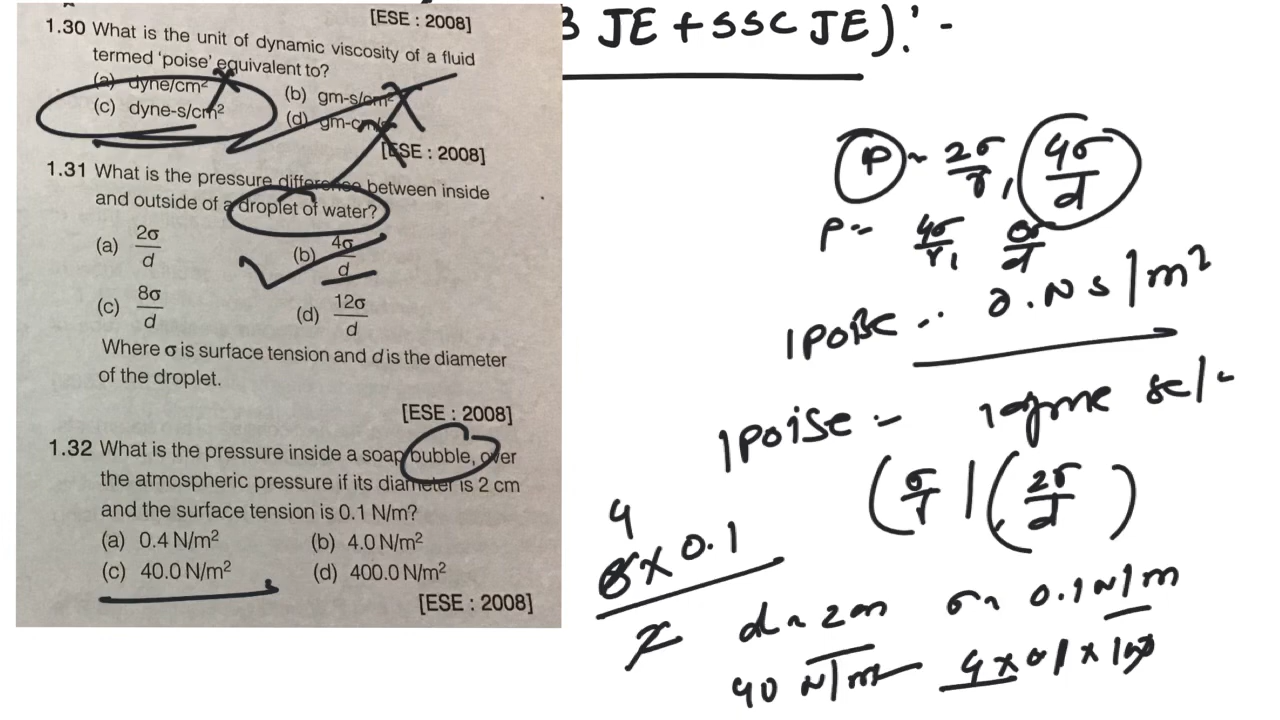 [ESE : 2008]
1.30 What is the unit of dynamic viscosity of a fluid
termed 'poise' equivalent to?
(a) dyne/cm² (b) gm-s/cm²
(c) dyne-s/cm² (d) gm-cm/s
[ESE : 2008]
1.31 What is the pressure difference between inside
and outside of a droplet of water?
(a) 2σ/d (b) 4σ/d
(c) 8σ/d (d) 12σ/d
Where σ is surface tension and d is the diameter
of the droplet.
[ESE : 2008]
1.32 What is the pressure inside a soap bubble, over
the atmospheric pressure if its diameter is 2 cm
and the surface tension is 0.1 N/m?
(a) 0.4 N/m² (b) 4.0 N/m²
(c) 40.0 N/m² (d) 400.0 N/m²
[ESE : 2008]
JE + SSC JE) :-
P ~ 2σ/r, 4σ/d
P = 4σ/r, 8σ/d
1 Poise
N s/m²
1 Poise =
(σ/r) (2σ/d)
4
8 × 0.1
2
d = 2 cm σ = 0.1 N/m
40 N/m² 4 × 0.1 × 100